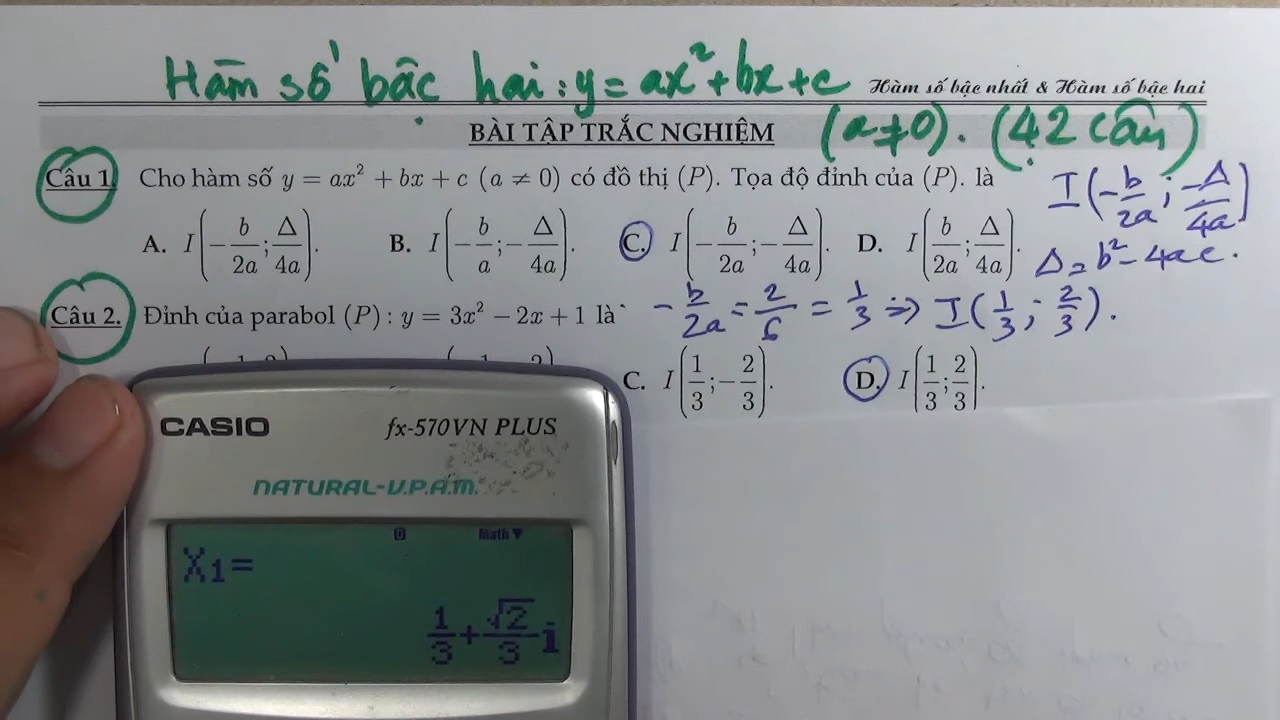 Hàm số bậc hai: y = ax² + bx + c
Hàm số bậc nhất & Hàm số bậc hai
BÀI TẬP TRẮC NGHIỆM
(a ≠ 0). (42 câu)
Câu 1. Cho hàm số y = ax² + bx + c (a ≠ 0) có đồ thị (P). Tọa độ đỉnh của (P). là
I(-b/2a; -Δ/4a)
A. I(-b/2a; Δ/4a). B. I(-b/a; -Δ/4a). C. I(-b/2a; -Δ/4a). D. I(b/2a; Δ/4a).
Δ = b² - 4ac.
Câu 2. Đỉnh của parabol (P): y = 3x² - 2x + 1 là
-b/2a = 2/6 = 1/3 => I(1/3; 2/3).
C. I(1/3; -2/3). D. I(1/3; 2/3).
CASIO fx-570VN PLUS
NATURAL-V.P.A.M.
D Math▼
X₁=
1/3+√2/3i